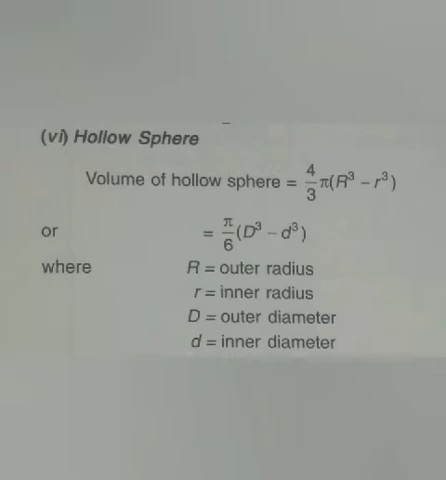 (vi) Hollow Sphere
Volume of hollow sphere = 4/3 π(R³ – r³)
or = π/6 (D³ – d³)
where R = outer radius
r = inner radius
D = outer diameter
d = inner diameter